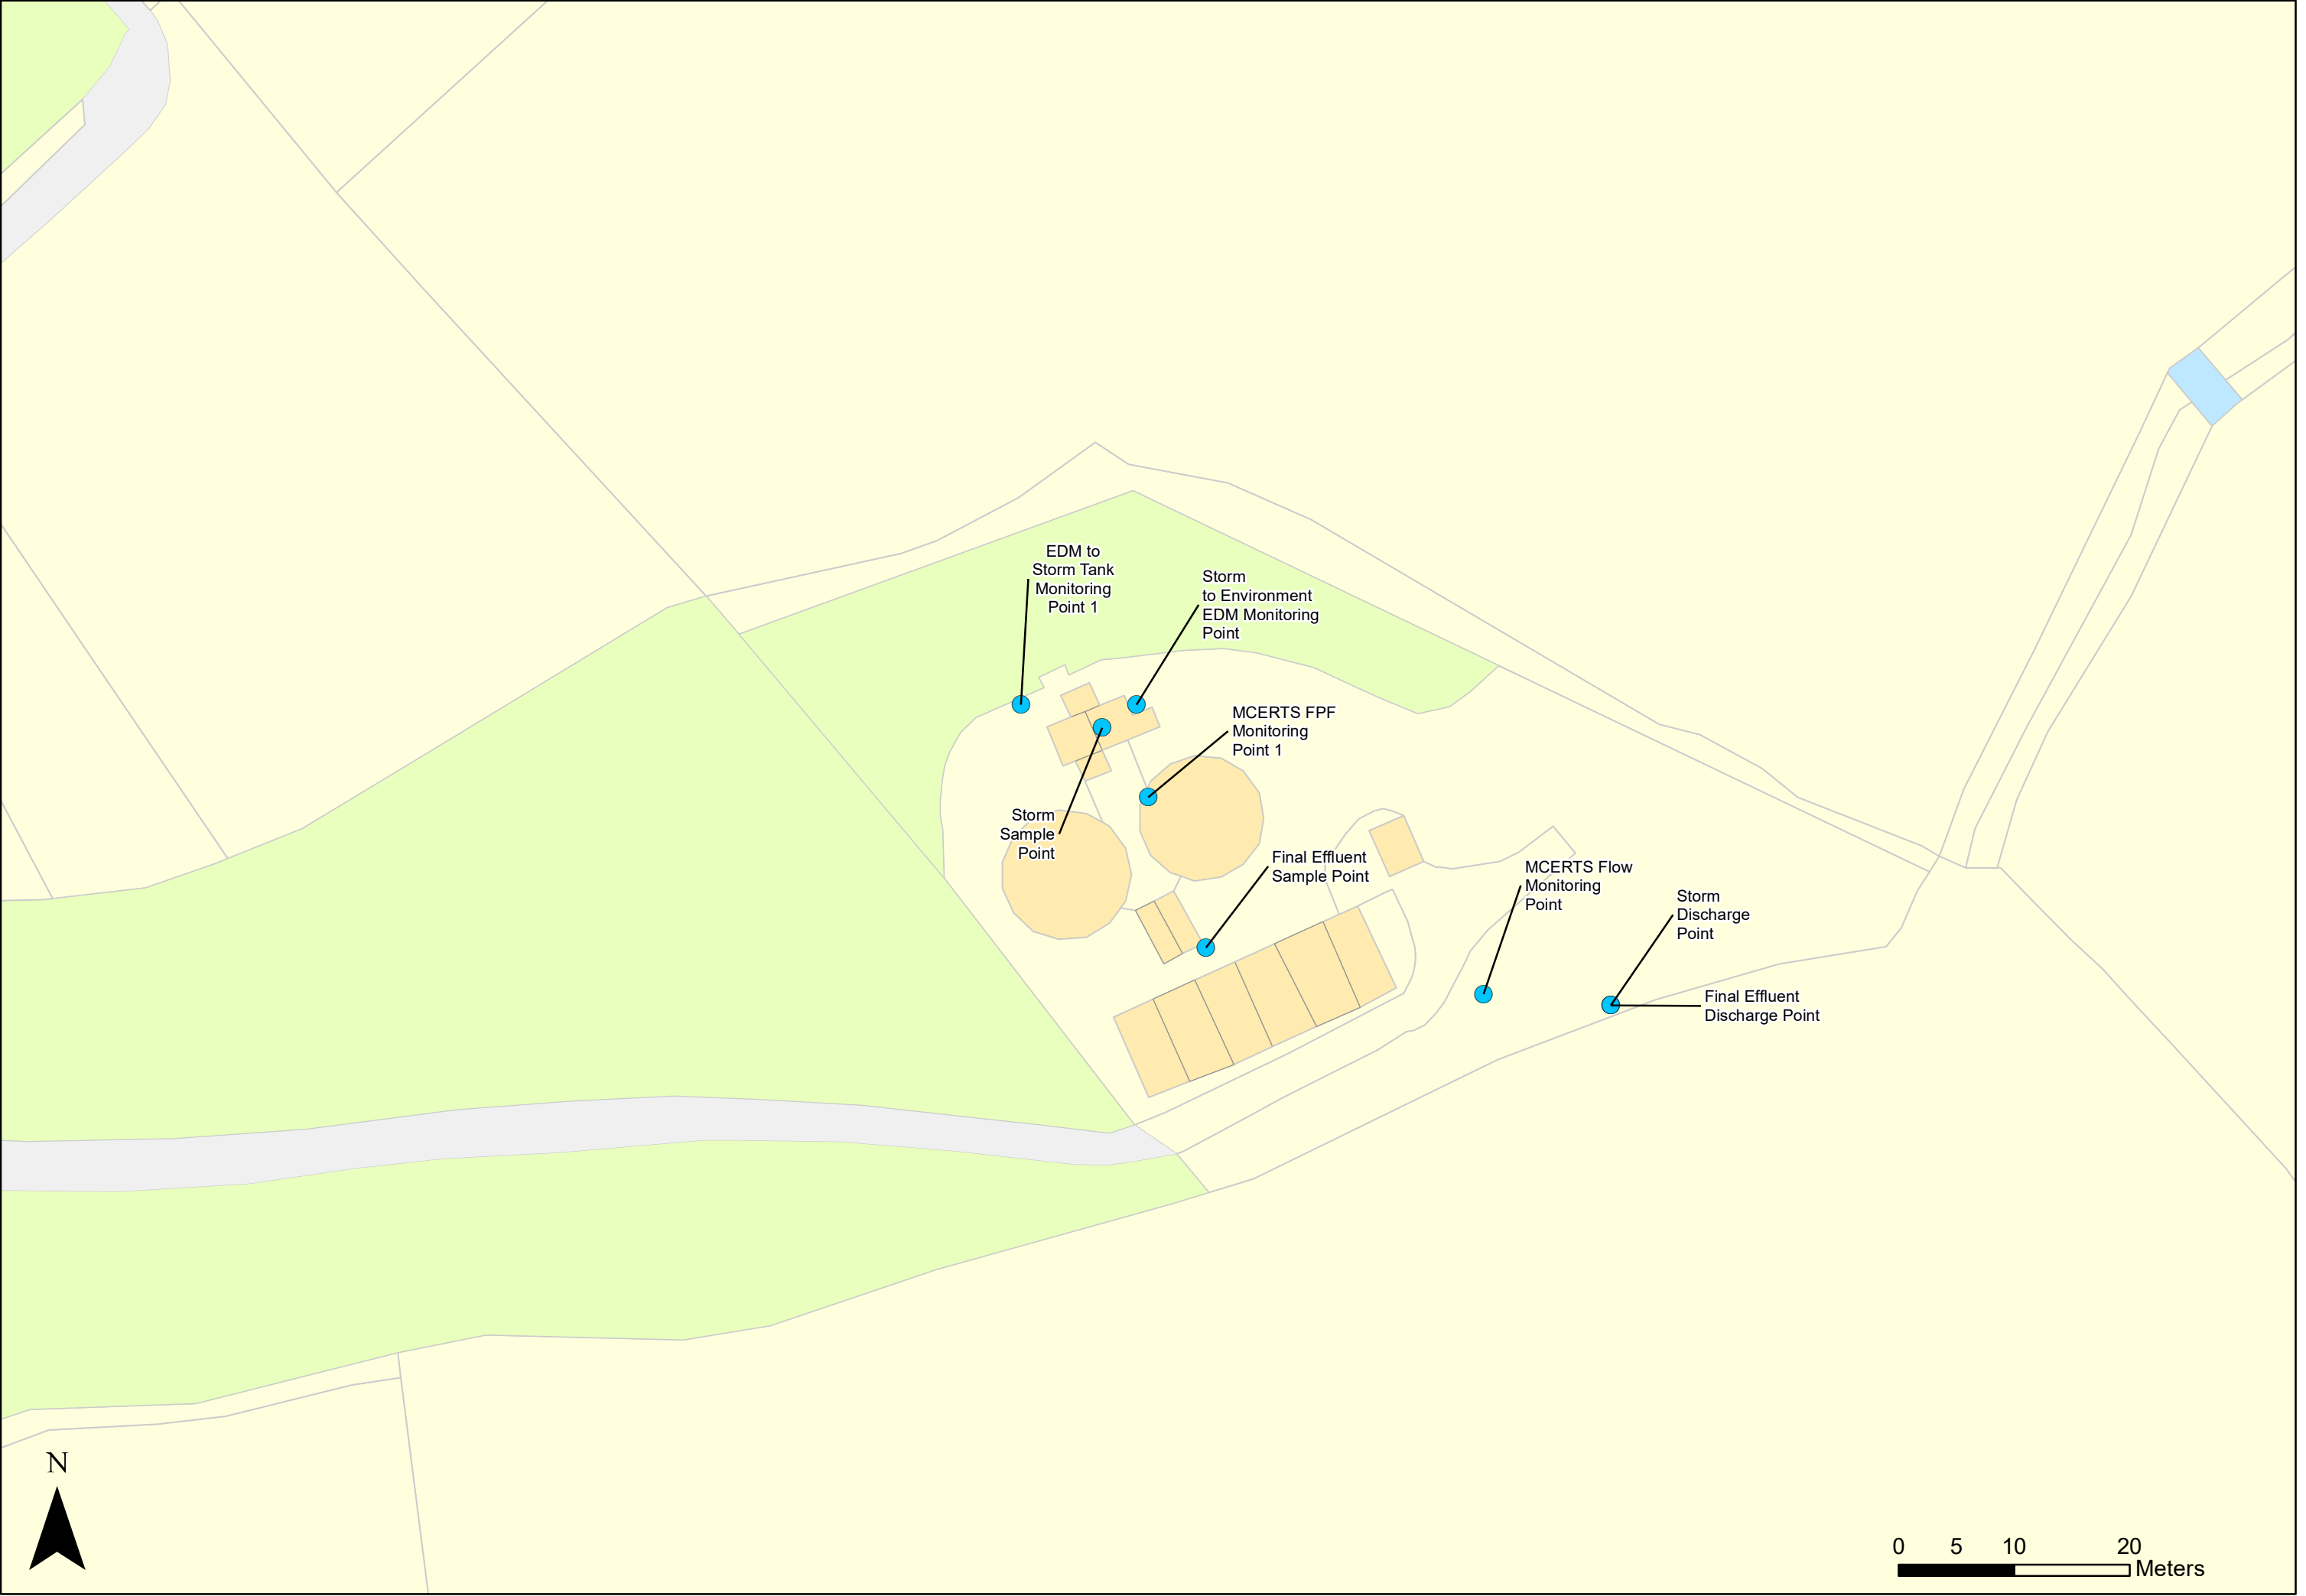 EDM to
Storm Tank
Monitoring
Point 1
Storm
to Environment
EDM Monitoring
Point
MCERTS FPF
Monitoring
Point 1
Storm
Sample
Point
Final Effluent
Sample Point
MCERTS Flow
Monitoring
Point
Storm
Discharge
Point
Final Effluent
Discharge Point
N
0 5 10 20
Meters